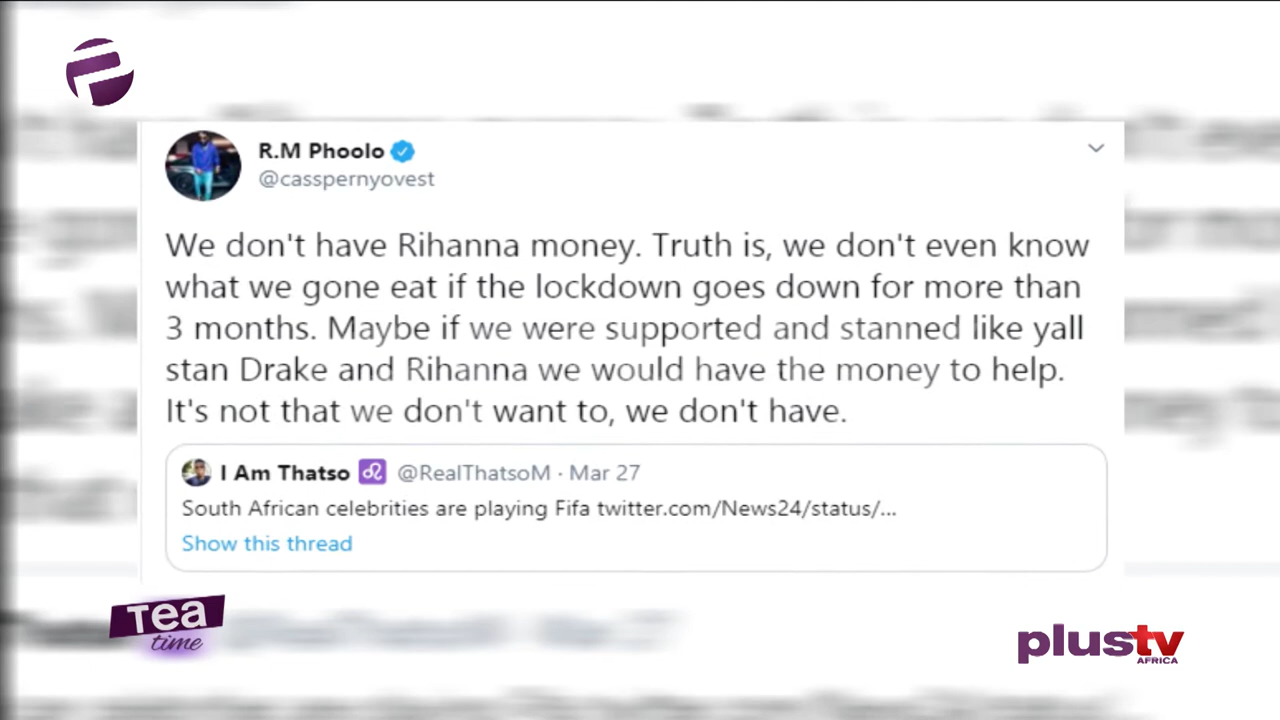 R.M Phoolo
@casspernyovest
We don't have Rihanna money. Truth is, we don't even know
what we gone eat if the lockdown goes down for more than
3 months. Maybe if we were supported and stanned like yall
stan Drake and Rihanna we would have the money to help.
It's not that we don't want to, we don't have.
I Am Thatso ♌ @RealThatsoM · Mar 27
South African celebrities are playing Fifa twitter.com/News24/status/...
Show this thread
Tea
time
plustv
AFRICA